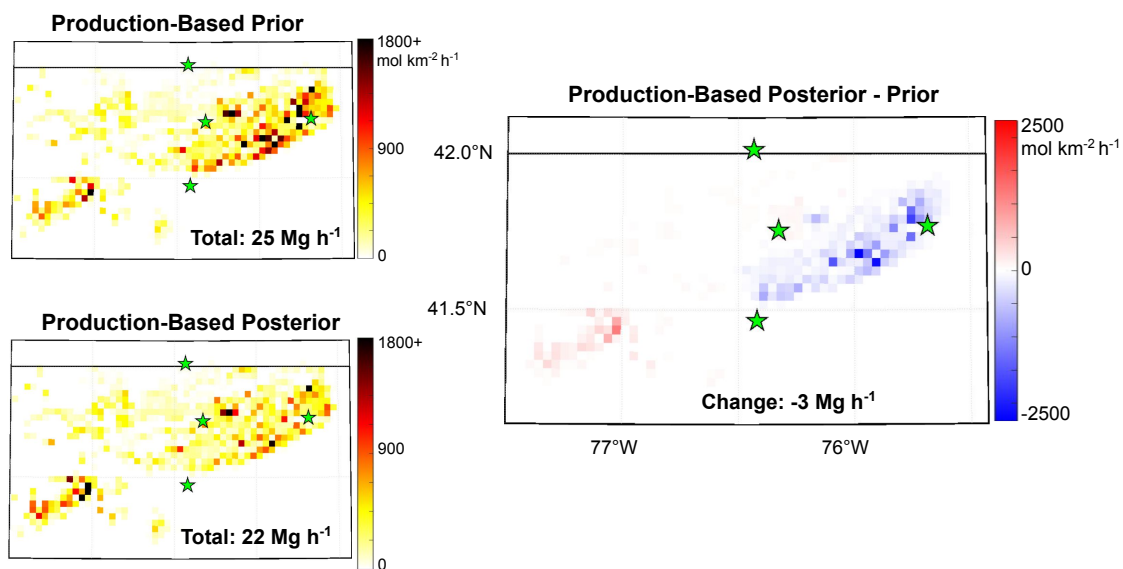 Production-Based Prior
1800+
mol km⁻² h⁻¹
900
0
Total: 25 Mg h⁻¹
Production-Based Posterior
1800+
900
0
Total: 22 Mg h⁻¹
Production-Based Posterior - Prior
2500
mol km⁻² h⁻¹
0
-2500
42.0°N
41.5°N
Change: -3 Mg h⁻¹
77°W
76°W